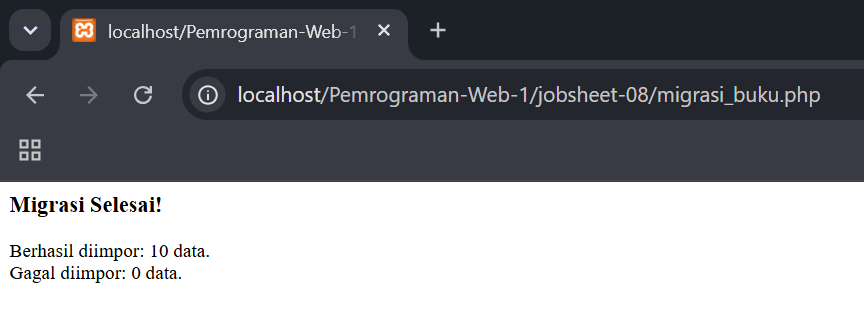 localhost/Pemrograman-Web-1
localhost/Pemrograman-Web-1/jobsheet-08/migrasi_buku.php
Migrasi Selesai!
Berhasil diimpor: 10 data.
Gagal diimpor: 0 data.